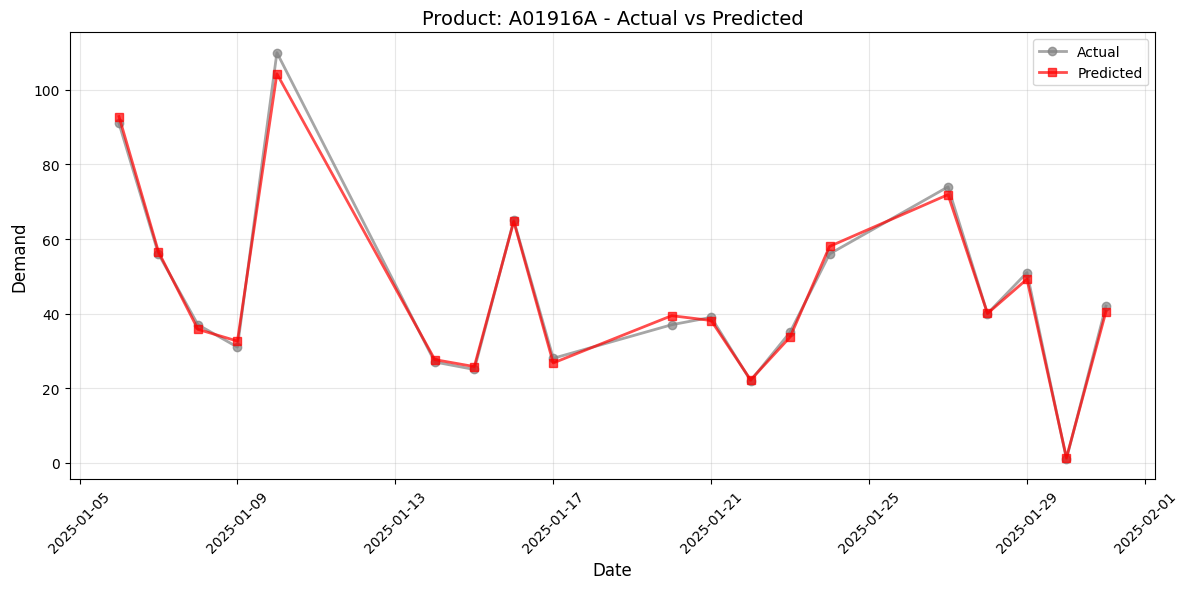 Product: A01916A - Actual vs Predicted
Actual
Predicted
Demand
100
80
60
40
20
0
2025-01-05
2025-01-09
2025-01-13
2025-01-17
2025-01-21
2025-01-25
2025-01-29
2025-02-01
Date